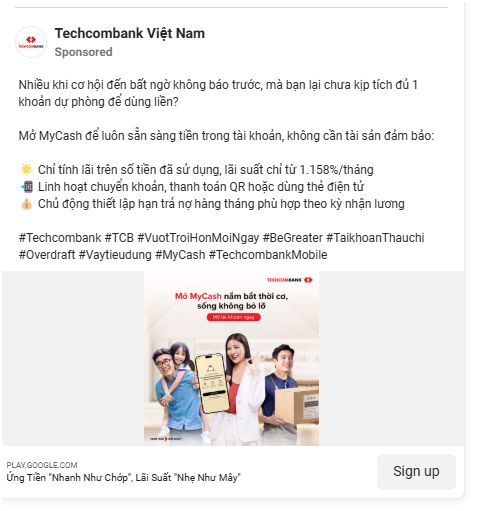 TECHCOMBANK
Techcombank Việt Nam
Sponsored
Nhiều khi cơ hội đến bất ngờ không báo trước, mà bạn lại chưa kịp tích đủ 1
khoản dự phòng để dùng liền?
Mở MyCash để luôn sẵn sàng tiền trong tài khoản, không cần tài sản đảm bảo:
🌟 Chỉ tính lãi trên số tiền đã sử dụng, lãi suất chỉ từ 1.158%/tháng
📲 Linh hoạt chuyển khoản, thanh toán QR hoặc dùng thẻ điện tử
💰 Chủ động thiết lập hạn trả nợ hàng tháng phù hợp theo kỳ nhận lương
#Techcombank #TCB #VuotTroiHonMoiNgay #BeGreater #TaikhoanThauchi
#Overdraft #Vaytieudung #MyCash #TechcombankMobile
TECHCOMBANK
Mở MyCash nắm bắt thời cơ,
sống không bỏ lỡ
Mở tài khoản ngay
PLAY.GOOGLE.COM
Ứng Tiền "Nhanh Như Chớp", Lãi Suất "Nhẹ Như Mây"
Sign up